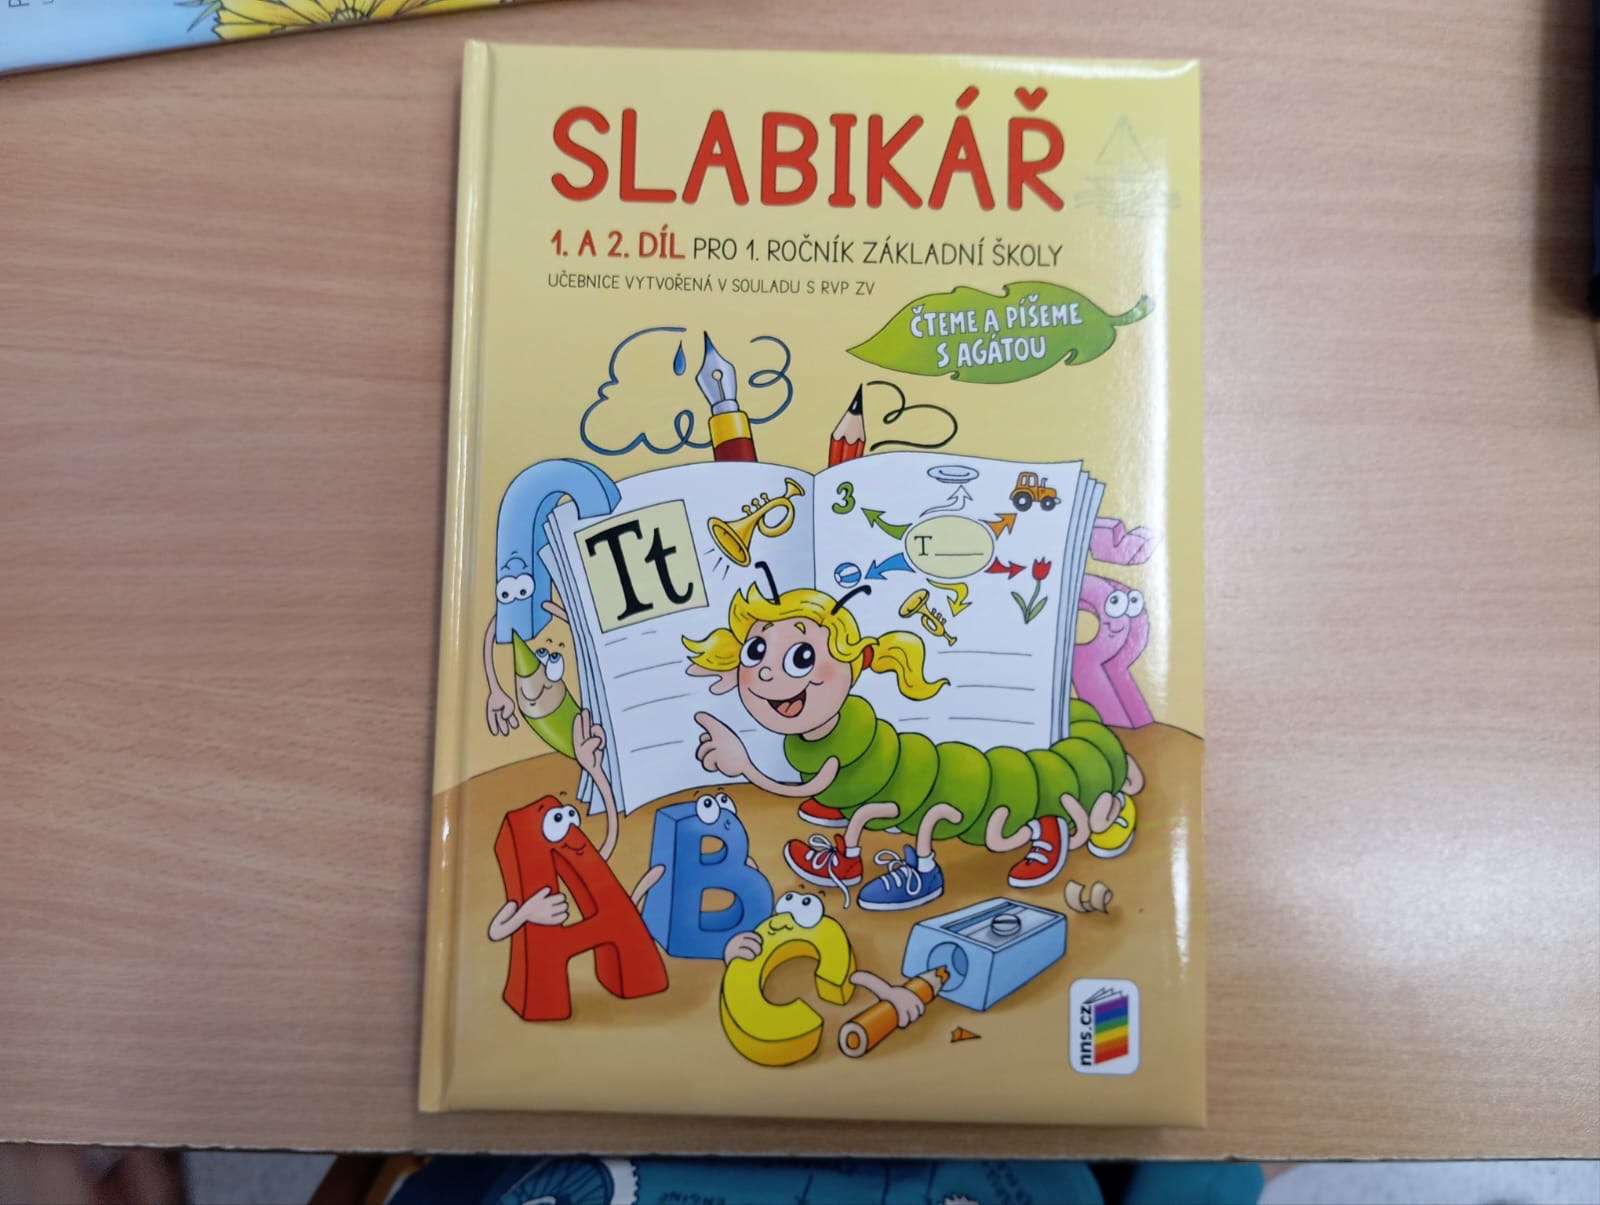 SLABIKÁŘ
1. A 2. DÍL PRO 1. ROČNÍK ZÁKLADNÍ ŠKOLY
UČEBNICE VYTVOŘENÁ V SOULADU S RVP ZV
ČTEME A PÍŠEME
S AGÁTOU
Tt
3
T
A
B
C
Ř
nns.cz
ENGINE